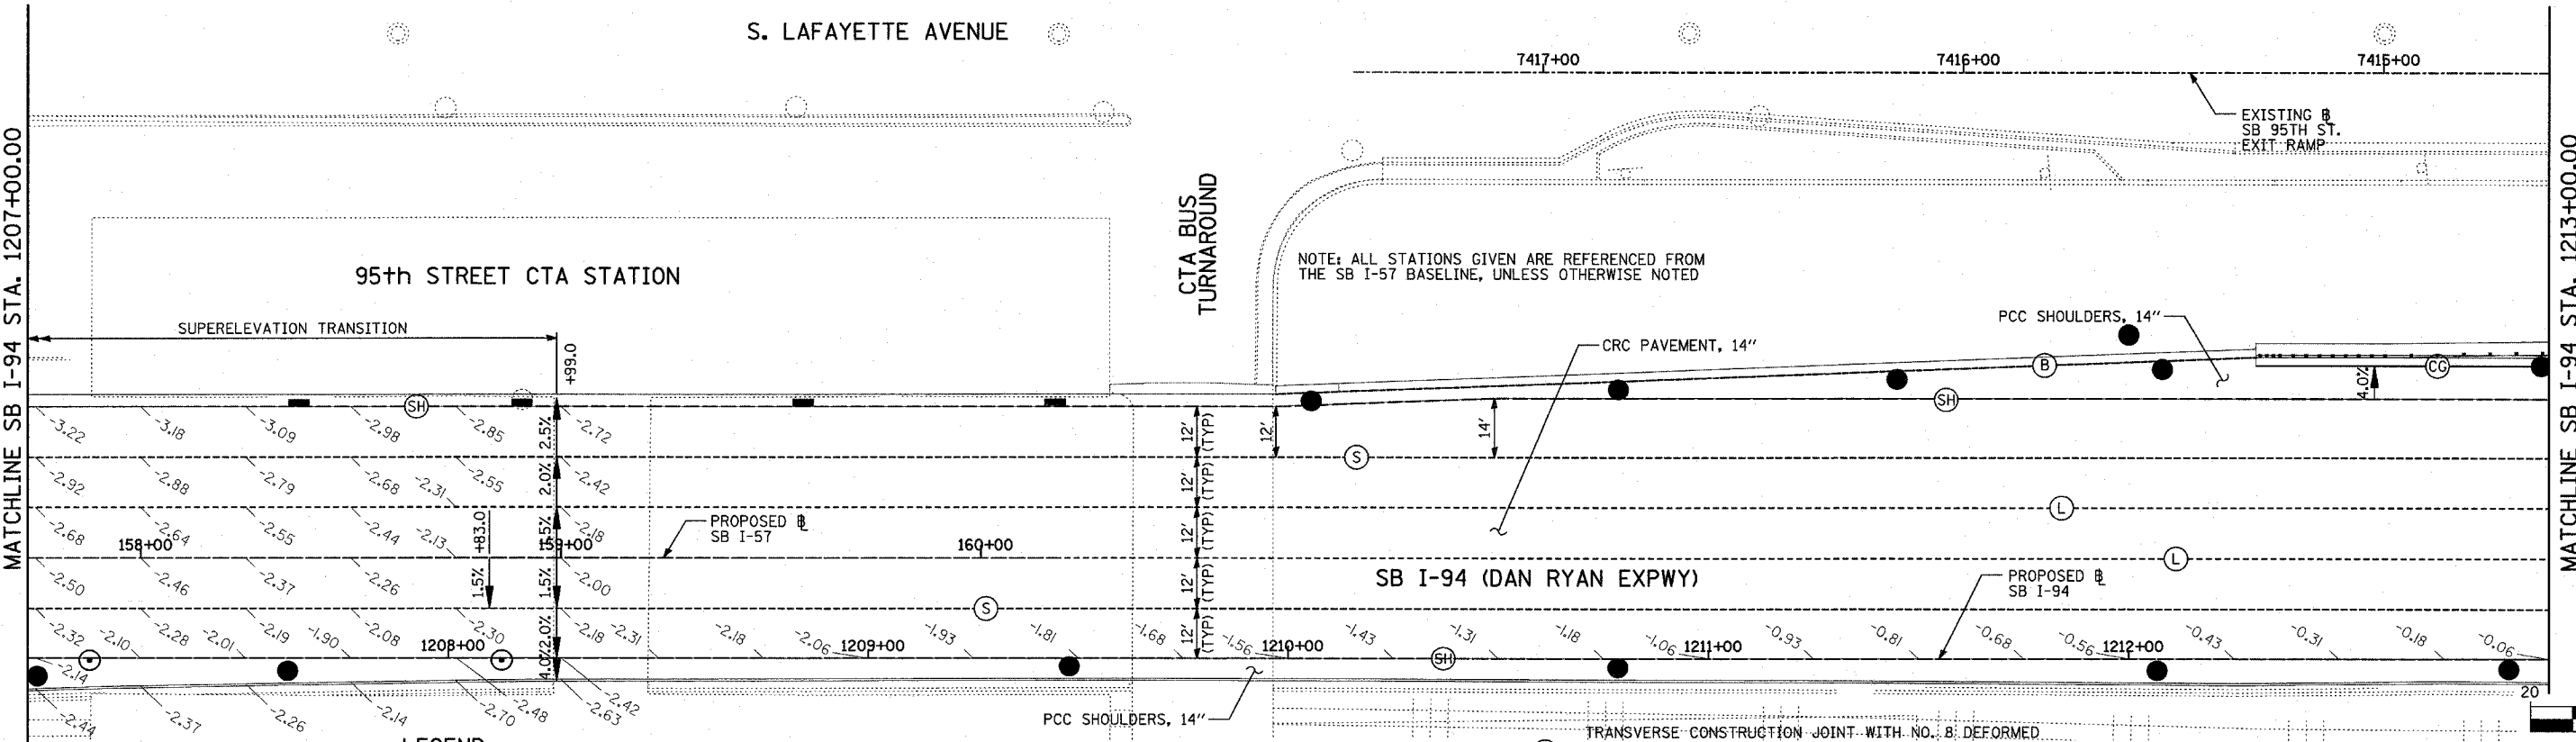 S. LAFAYETTE AVENUE
7417+00
7416+00
7415+00
EXISTING
SB 95TH ST.
EXIT RAMP
MATCHLINE SB I-94 STA. 1207+00.00
MATCHLINE SB I-94 STA. 1213+00.00
CTA BUS
TURNAROUND
95th STREET CTA STATION
NOTE: ALL STATIONS GIVEN ARE REFERENCED FROM
THE SB I-57 BASELINE, UNLESS OTHERWISE NOTED
SUPERELEVATION TRANSITION
+99.0
PCC SHOULDERS, 14"
CRC PAVEMENT, 14"
B
CG
4.0%
SH
SH
-3.22
-3.18
-3.09
-2.98
-2.85
2.5%
-2.72
12'
(TYP)
12'
14'
S
-2.92
-2.88
-2.79
-2.68
-2.31
-2.55
2.0%
-2.42
12'
(TYP)
L
-2.68
-2.64
-2.55
-2.44
-2.13
+83.0
-2.18
12'
(TYP)
PROPOSED
SB I-57
158+00
159+00
160+00
L
-2.50
-2.46
-2.37
-2.26
1.5%
1.5%
-2.00
12'
(TYP)
SB I-94 (DAN RYAN EXPWY)
PROPOSED
SB I-94
S
-2.32
-2.10
-2.28
-2.01
-2.19
-1.90
-2.08
-2.30
2.0%
-2.18
-2.31
-2.18
-2.06
-1.93
-1.81
-1.68
12'
(TYP)
-1.56
-1.43
-1.31
-1.18
-1.06
-0.93
-0.81
-0.68
-0.56
-0.43
-0.31
-0.18
-0.06
1208+00
1209+00
1210+00
1211+00
1212+00
SH
-2.14
4.0%
-2.44
-2.37
-2.26
-2.14
-2.70
-2.48
-2.42
-2.63
PCC SHOULDERS, 14"
20
TRANSVERSE CONSTRUCTION JOINT WITH NO. 8 DEFORMED
LEGEND